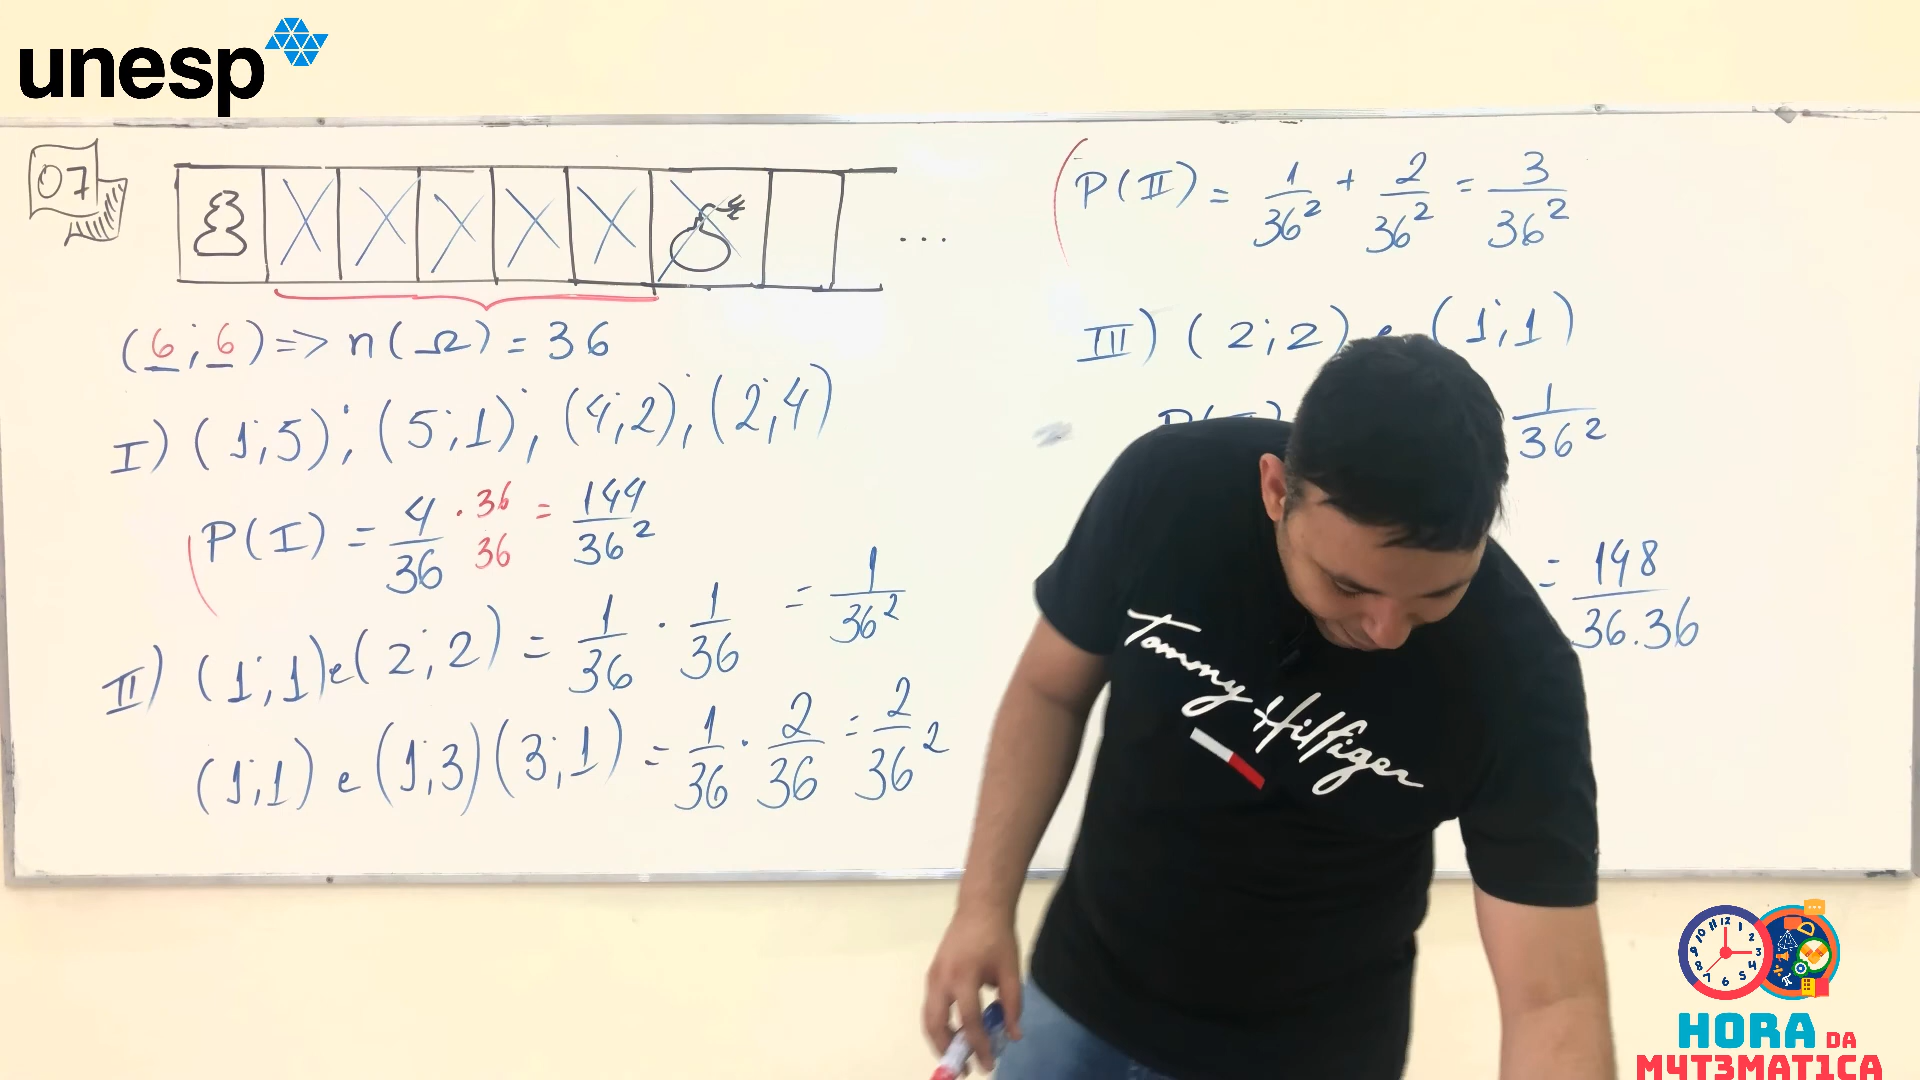 unesp
07
...
(6;6) => n(Ω) = 36
I) (1;5); (5;1); (4;2); (2;4)
P(I) = 4/36 . 36/36 = 144/36²
II) (1;1) e (2;2) = 1/36 . 1/36 = 1/36²
(1;1) e (1;3)(3;1) = 1/36 . 2/36 = 2/36²
P(II) = 1/36² + 2/36² = 3/36²
III) (2;2) e (1;1)
1/36²
= 148/36.36
Tommy Hilfiger
HORA DA
M4T3M4T1CA